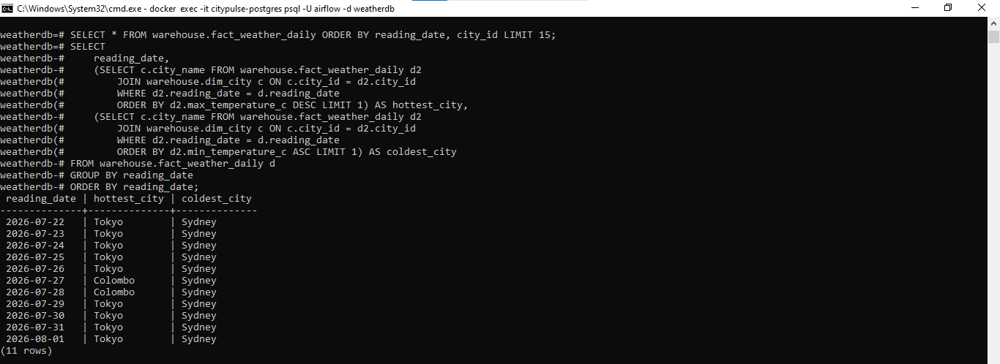 C:\Windows\System32\cmd.exe - docker  exec -it citypulse-postgres psql -U airflow -d weatherdb
weatherdb=# SELECT * FROM warehouse.fact_weather_daily ORDER BY reading_date, city_id LIMIT 15;
weatherdb=# SELECT
weatherdb-#     reading_date,
weatherdb-#     (SELECT c.city_name FROM warehouse.fact_weather_daily d2
weatherdb(#         JOIN warehouse.dim_city c ON c.city_id = d2.city_id
weatherdb(#         WHERE d2.reading_date = d.reading_date
weatherdb(#         ORDER BY d2.max_temperature_c DESC LIMIT 1) AS hottest_city,
weatherdb-#     (SELECT c.city_name FROM warehouse.fact_weather_daily d2
weatherdb(#         JOIN warehouse.dim_city c ON c.city_id = d2.city_id
weatherdb(#         WHERE d2.reading_date = d.reading_date
weatherdb(#         ORDER BY d2.min_temperature_c ASC LIMIT 1) AS coldest_city
weatherdb-# FROM warehouse.fact_weather_daily d
weatherdb-# GROUP BY reading_date
weatherdb-# ORDER BY reading_date;
 reading_date | hottest_city | coldest_city
--------------+--------------+--------------
 2026-07-22   | Tokyo        | Sydney
 2026-07-23   | Tokyo        | Sydney
 2026-07-24   | Tokyo        | Sydney
 2026-07-25   | Tokyo        | Sydney
 2026-07-26   | Tokyo        | Sydney
 2026-07-27   | Colombo      | Sydney
 2026-07-28   | Colombo      | Sydney
 2026-07-29   | Tokyo        | Sydney
 2026-07-30   | Tokyo        | Sydney
 2026-07-31   | Tokyo        | Sydney
 2026-08-01   | Tokyo        | Sydney
(11 rows)